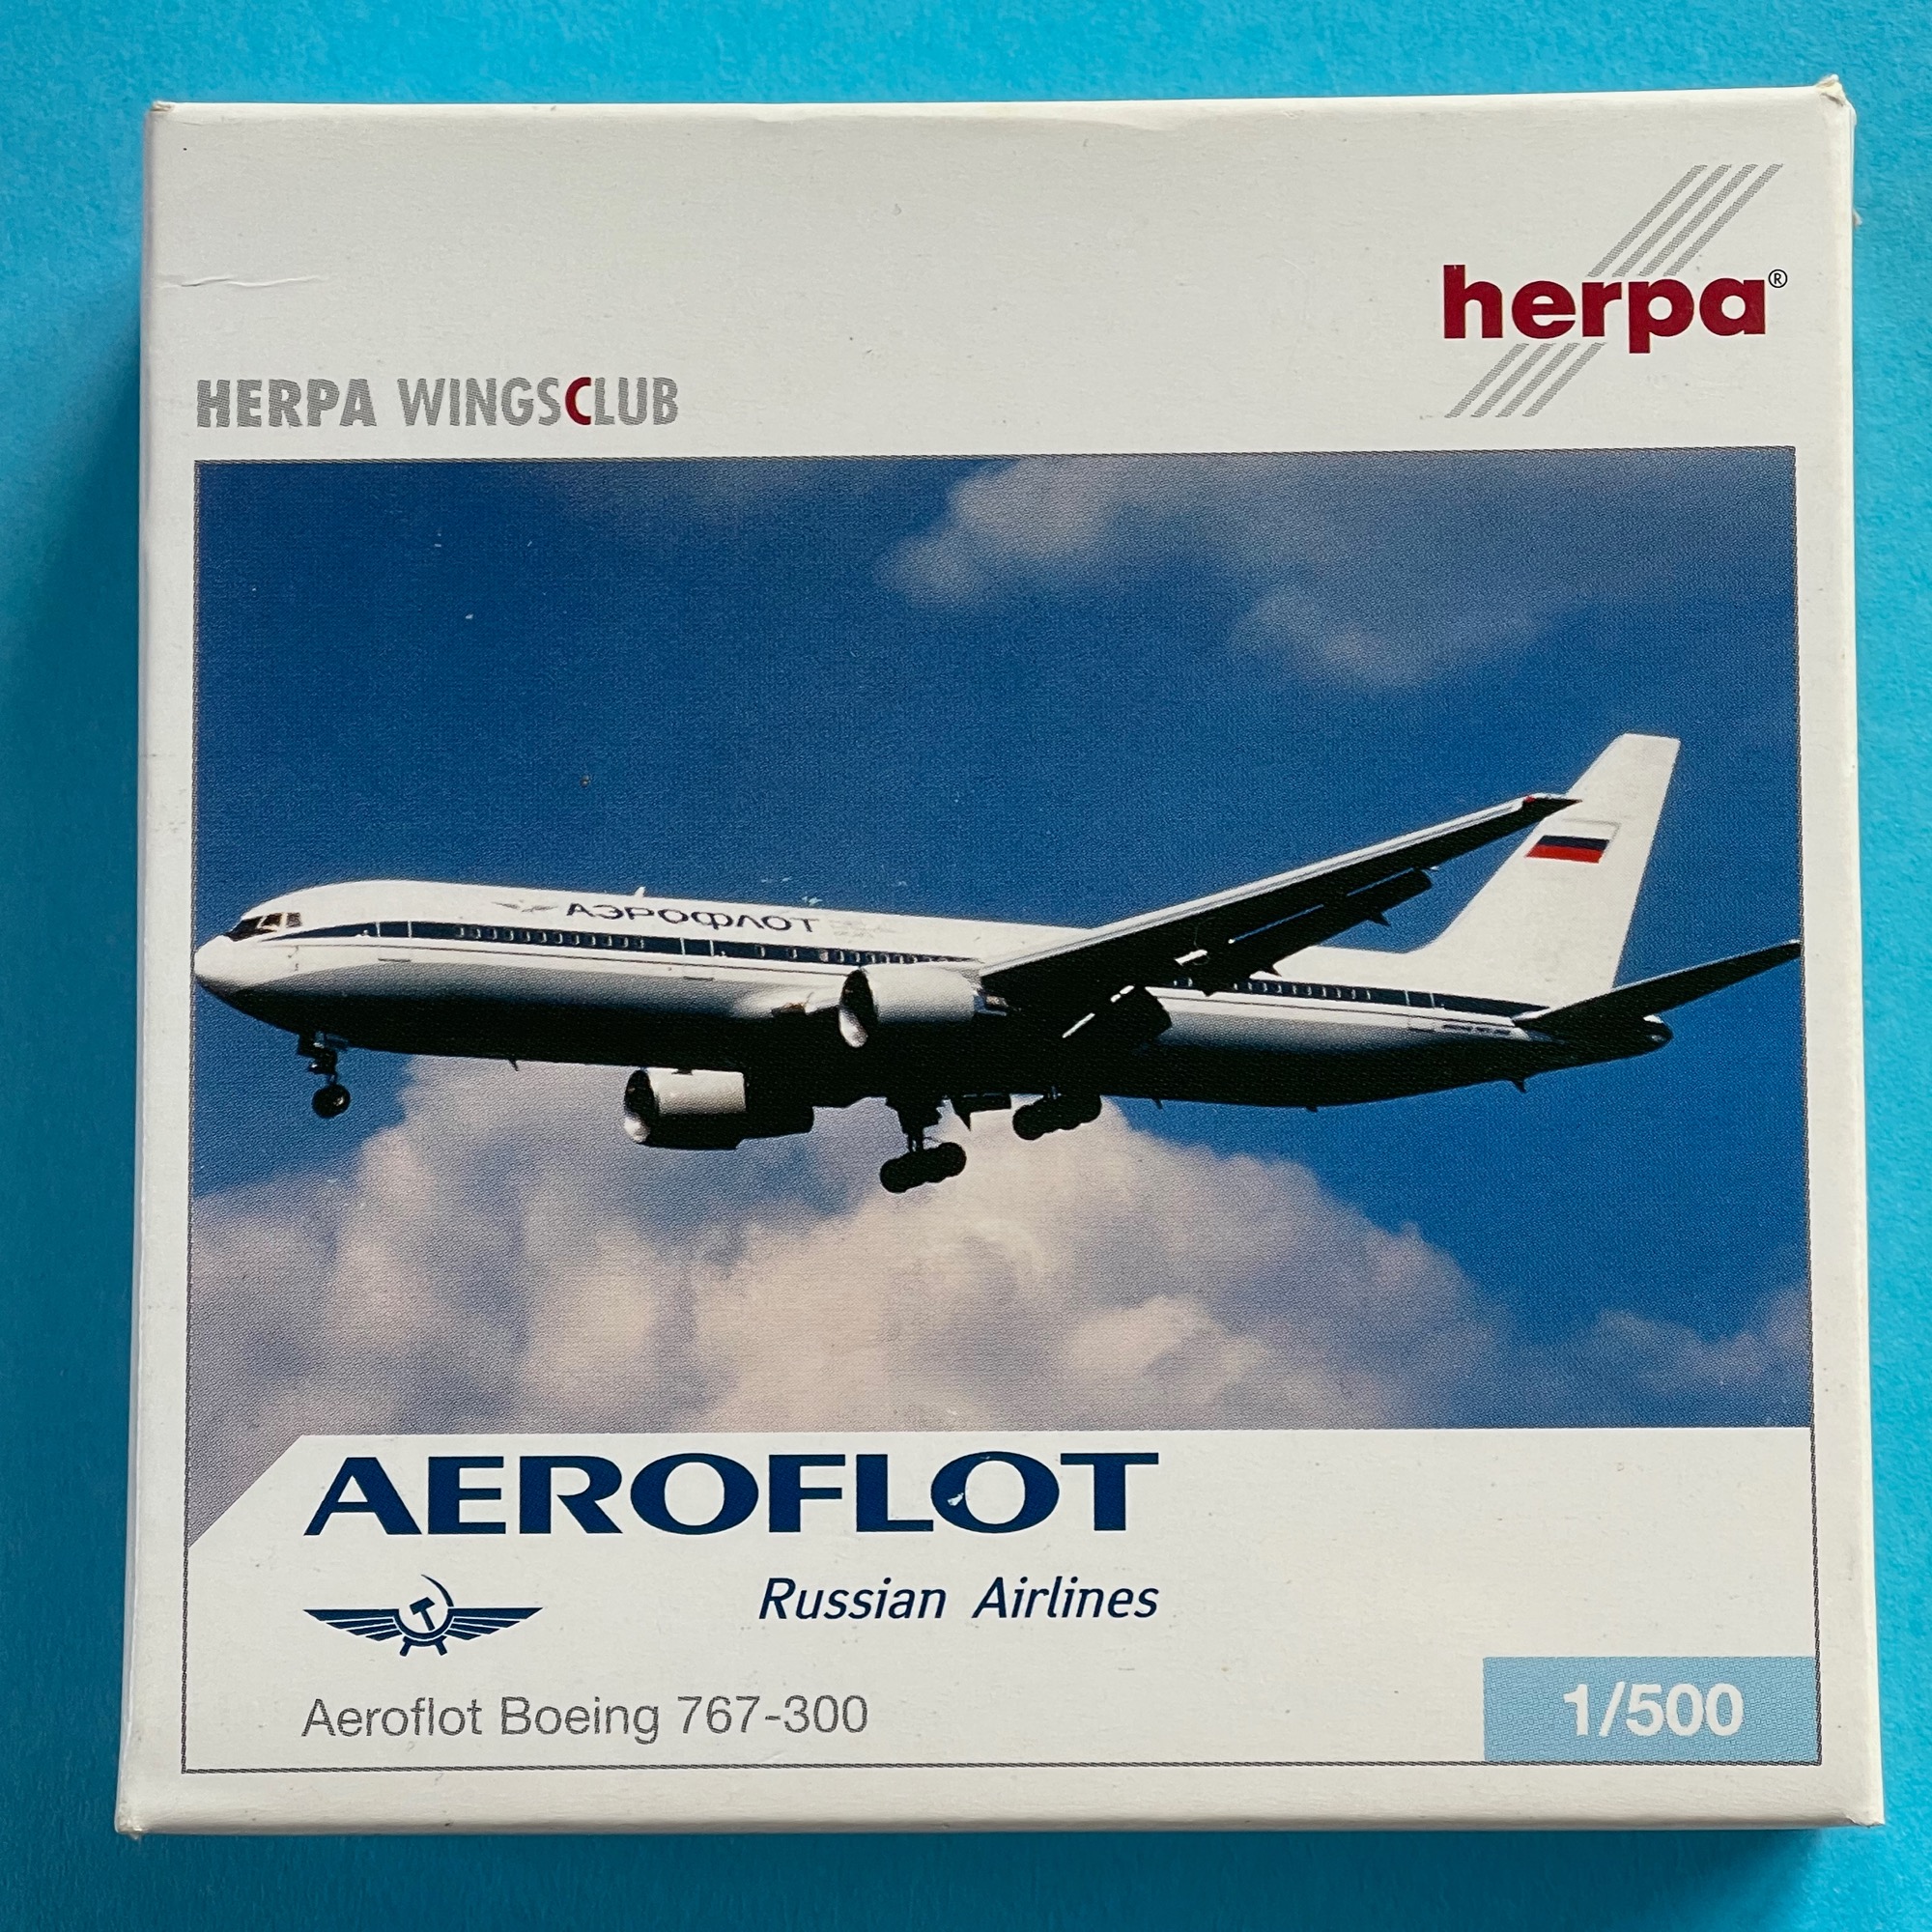 herpa®
HERPA WINGSCLUB
АЭРОФЛОТ
AEROFLOT
Russian Airlines
Aeroflot Boeing 767-300
1/500